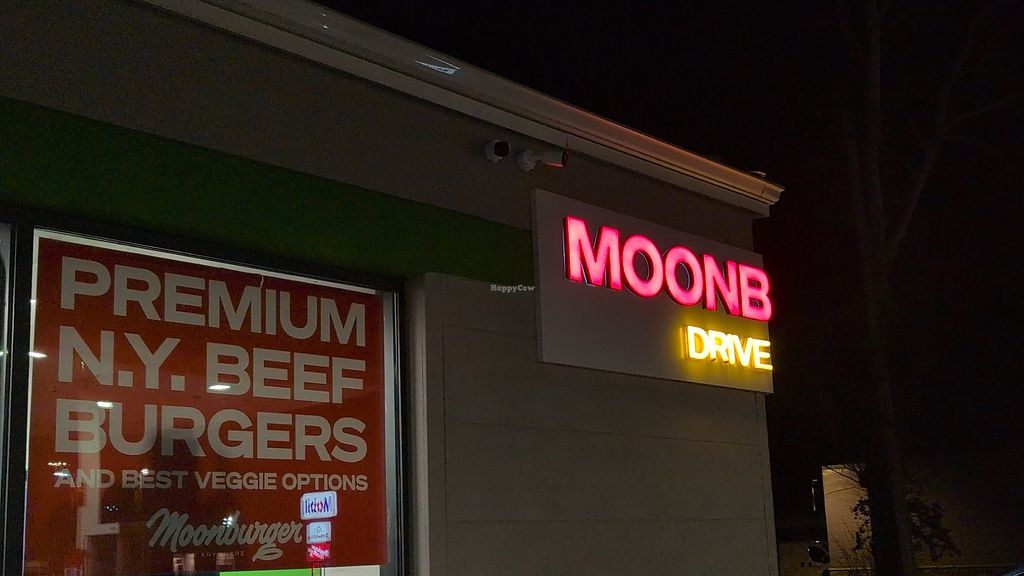 PREMIUM
N.Y. BEEF
BURGERS
AND BEST VEGGIE OPTIONS
Moonburger
HappyCow
MOONB
DRIVE